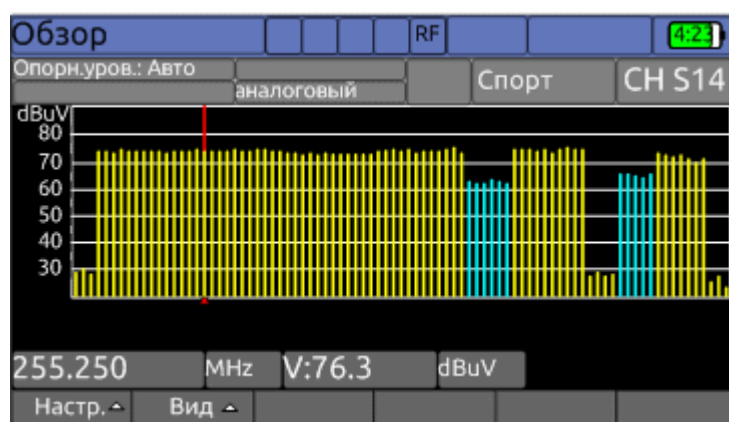 Обзор RF 4:23
Опорн.уров.: Авто
аналоговый Спорт CH S14
dBuV
80
70
60
50
40
30
255.250 MHz V:76.3 dBuV
Настр. Вид